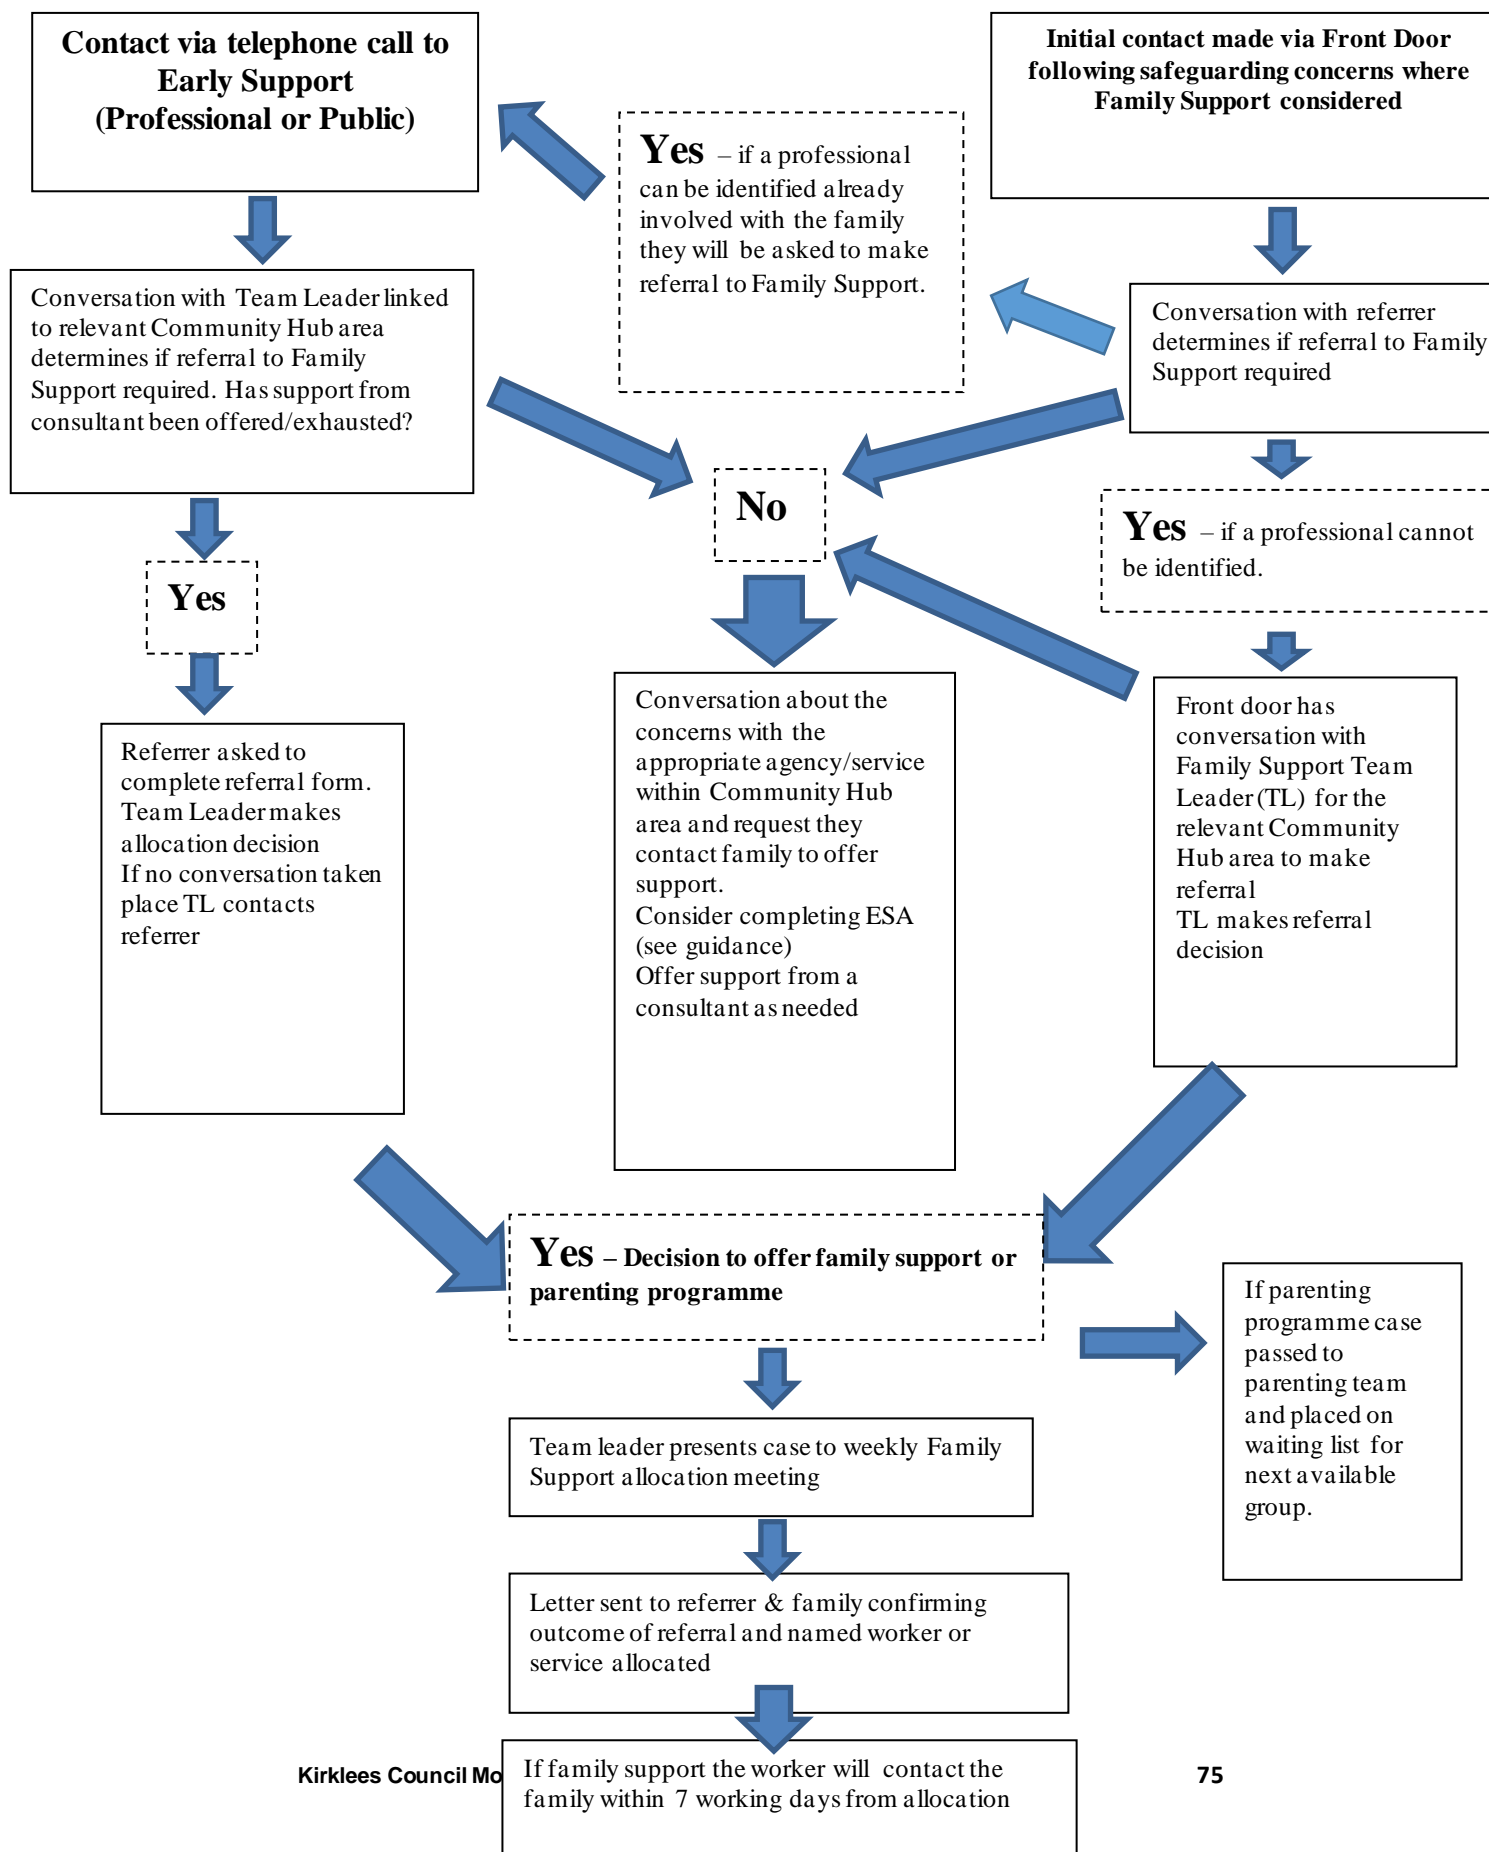 Contact via telephone call to
Early Support
(Professional or Public)
Initial contact made via Front Door
following safeguarding concerns where
Family Support considered
Yes – if a professional
can be identified already
involved with the family
they will be asked to make
referral to Family Support.
Conversation with Team Leader linked
to relevant Community Hub area
determines if referral to Family
Support required. Has support from
consultant been offered/exhausted?
Conversation with referrer
determines if referral to Family
Support required
No
Yes – if a professional cannot
be identified.
Yes
Referrer asked to
complete referral form.
Team Leader makes
allocation decision
If no conversation taken
place TL contacts
referrer
Conversation about the
concerns with the
appropriate agency/service
within Community Hub
area and request they
contact family to offer
support.
Consider completing ESA
(see guidance)
Offer support from a
consultant as needed
Front door has
conversation with
Family Support Team
Leader (TL) for the
relevant Community
Hub area to make
referral
TL makes referral
decision
Yes – Decision to offer family support or
parenting programme
If parenting
programme case
passed to
parenting team
and placed on
waiting list for
next available
group.
Team leader presents case to weekly Family
Support allocation meeting
Letter sent to referrer & family confirming
outcome of referral and named worker or
service allocated
If family support the worker will contact the
family within 7 working days from allocation
Kirklees Council Mo
75